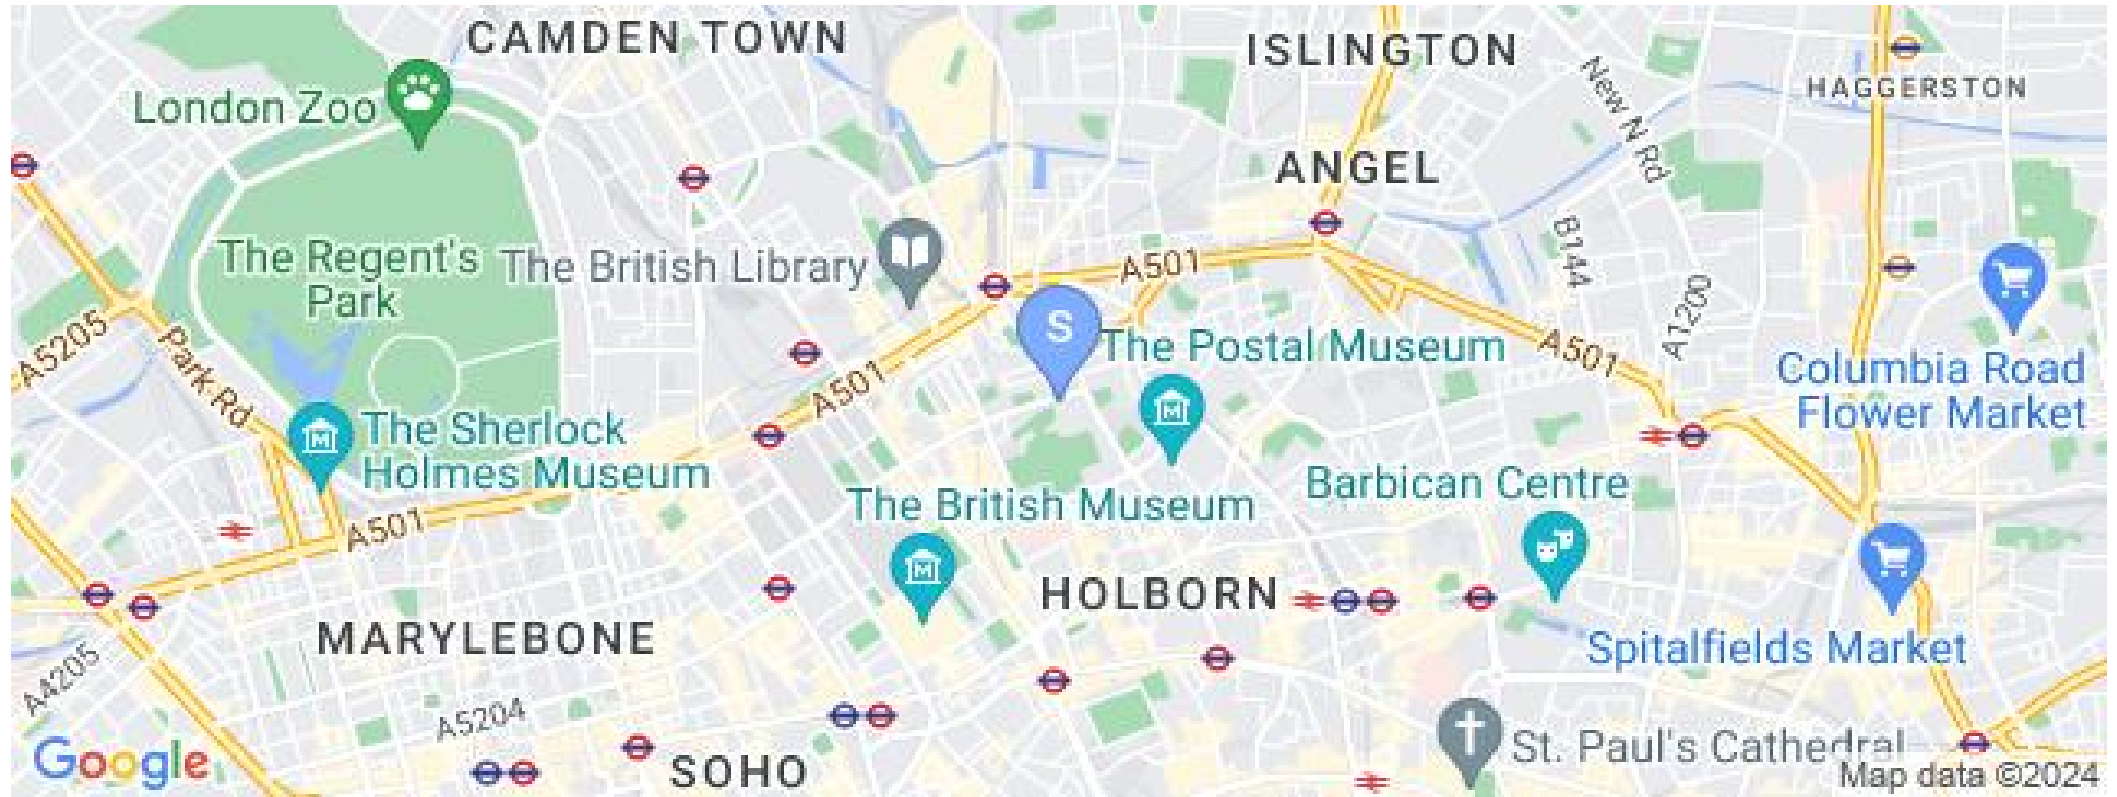 CAMDEN TOWN
ISLINGTON
HAGGERSTON
London Zoo
New N Rd
ANGEL
The Regent's
Park
The British Library
A501
B144
A1200
A5205
Park Rd
S
The Postal Museum
A501
Columbia Road
Flower Market
A501
The Sherlock
Holmes Museum
The British Museum
Barbican Centre
A501
HOLBORN
MARYLEBONE
Spitalfields Market
A4205
A5204
Google
SOHO
St. Paul's Cathedral
Map data ©2024